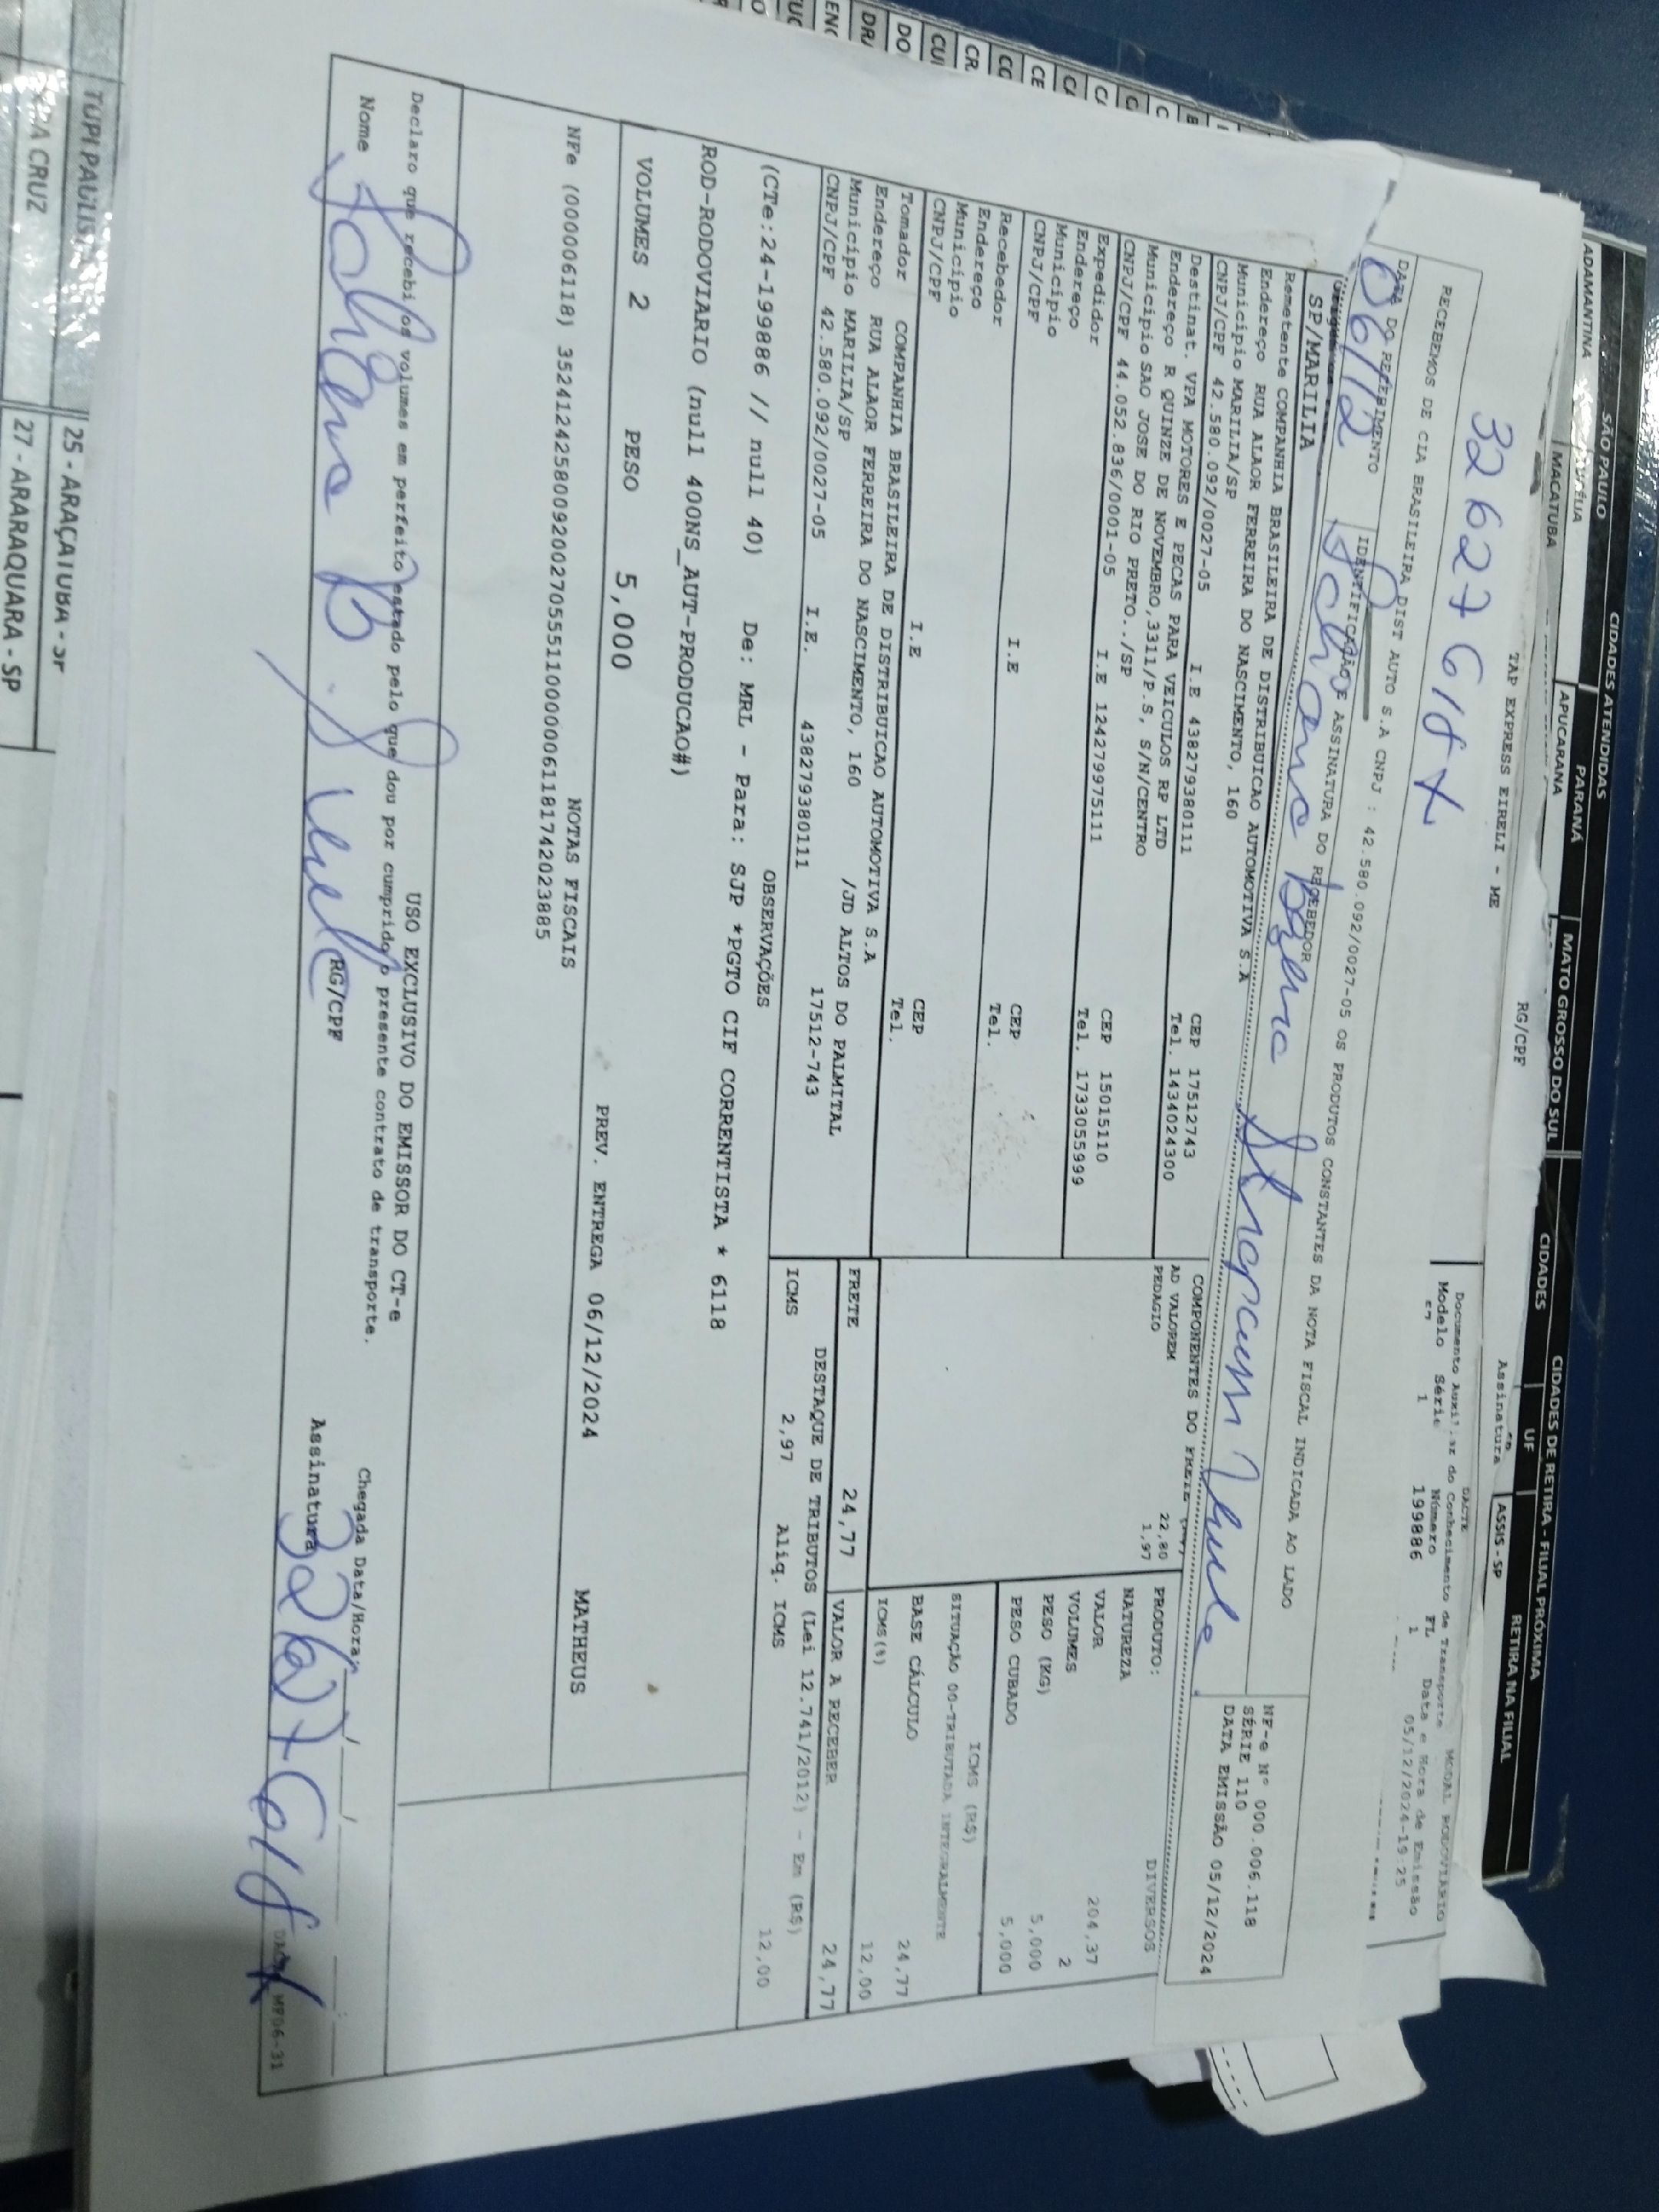 SÃO PAULO
CIDADES ATENDIDAS
CIDADES DE RETIRA - FILIAL PRÓXIMA
ADAMANTINA
MACATUBA
PARANÁ
APUCARANA
MATO GROSSO DO SUL
CIDADES
UF
RETIRA NA FILIAL
ASSIS - SP
TAP EXPRESS EIRELI - ME
RG/CPF
Assinatura
32627618X
DACTE
MODAL RODOVIARIO
Documento Auxiliar do Conhecimento de Transporte
Modelo Série Número FL Data e Hora de Emissão
57 1 199886 1 05/12/2024-19:25
RECEBEMOS DE CIA BRASILEIRA DIST AUTO S.A CNPJ : 42.580.092/0027-05 OS PRODUTOS CONSTANTES DA NOTA FISCAL INDICADA AO LADO
DATA DO RECEBIMENTO
IDENTIFICAÇÃO E ASSINATURA DO RECEBEDOR
06/12
NF-e Nº 000.006.118
SÉRIE 110
DATA EMISSÃO 05/12/2024
SP/MARILIA
Remetente COMPANHIA BRASILEIRA DE DISTRIBUICAO AUTOMOTIVA S.A
Endereço RUA ALAOR FERREIRA DO NASCIMENTO, 160
Município MARILIA/SP CEP 17512743
CNPJ/CPF 42.580.092/0027-05 I.E 438279380111 Tel. 1434024300
Destinat. VPA MOTORES E PECAS PARA VEICULOS RP LTD
Endereço R QUINZE DE NOVEMBRO,3311/P.S, S/N/CENTRO
Município SAO JOSE DO RIO PRETO../SP CEP 15015110
CNPJ/CPF 44.052.836/0001-05 I.E 124279975111 Tel. 1733055999
Expedidor
Endereço
Município CEP
CNPJ/CPF I.E Tel.
Recebedor
Endereço
Município CEP
CNPJ/CPF I.E Tel.
Tomador COMPANHIA BRASILEIRA DE DISTRIBUICAO AUTOMOTIVA S.A
Endereço RUA ALAOR FERREIRA DO NASCIMENTO, 160 /JD ALTOS DO PALMITAL
Município MARILIA/SP 17512-743
CNPJ/CPF 42.580.092/0027-05 I.E. 438279380111
COMPONENTES DO FRETE
AD VALOREM 22,80
PEDAGIO 1,97
PRODUTO: DIVERSOS
NATUREZA
VALOR 204,37
VOLUMES 2
PESO (KG) 5,000
PESO CUBADO 5,000
ICMS (R$)
SITUAÇÃO 00-TRIBUTADA INTEGRALMENTE
BASE CÁLCULO 24,77
ICMS(%) 12,00
FRETE 24,77
VALOR A RECEBER 24,77
DESTAQUE DE TRIBUTOS (Lei 12.741/2012) - Em (R$)
ICMS 2,97 Aliq. ICMS 12,00
OBSERVAÇÕES
(CTe:24-199886 // null 40) De: MRL - Para: SJP *PGTO CIF CORRENTISTA * 6118
ROD-RODOVIARIO (null 400NS_AUT-PRODUCAO#)
VOLUMES 2 PESO 5,000 PREV. ENTREGA 06/12/2024 MATHEUS
NOTAS FISCAIS
NFe (000006118) 35241242580092002705551100000061181742023885
USO EXCLUSIVO DO EMISSOR DO CT-e
Declaro que recebi os volumes em perfeito estado pelo que dou por cumprido o presente contrato de transporte.
Chegada Data/Hora:
Nome
RG/CPF
Assinatura
32627618X
TUPI PAULIS
25 - ARAÇATUBA - SP
CRUZ
27 - ARARAQUARA - SP